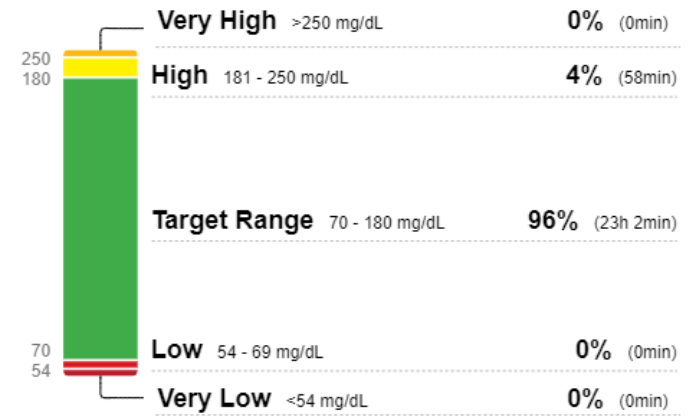 Very High >250 mg/dL 0% (0min)
250
High 181 - 250 mg/dL 4% (58min)
180
Target Range 70 - 180 mg/dL 96% (23h 2min)
70
Low 54 - 69 mg/dL 0% (0min)
54
Very Low <54 mg/dL 0% (0min)